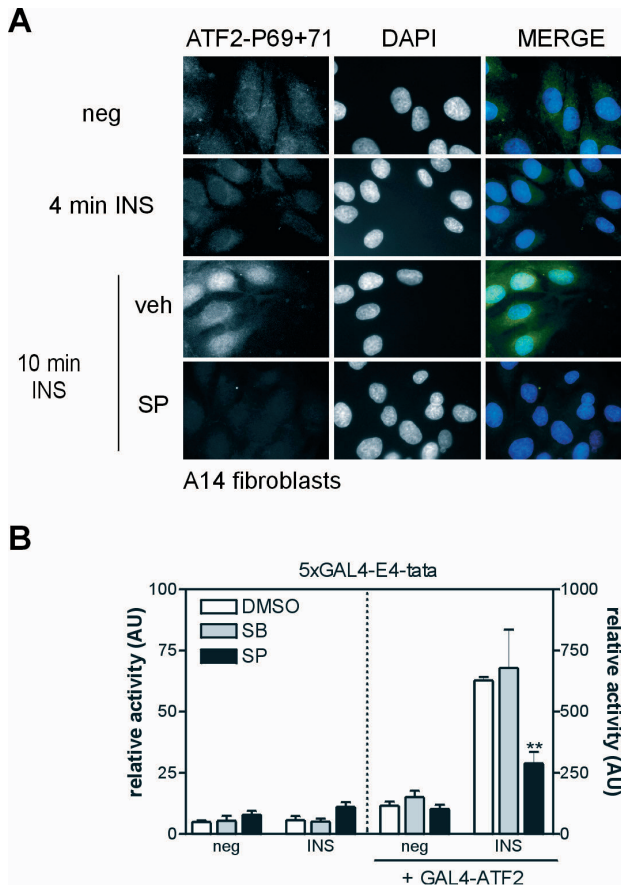 A
ATF2-P69+71 DAPI MERGE
neg
4 min INS
10 min INS
veh
SP
A14 fibroblasts
B
5xGAL4-E4-tata
relative activity (AU)
100
75
50
25
0
DMSO
SB
SP
**
1000
750
500
250
0
relative activity (AU)
neg INS neg INS
+ GAL4-ATF2